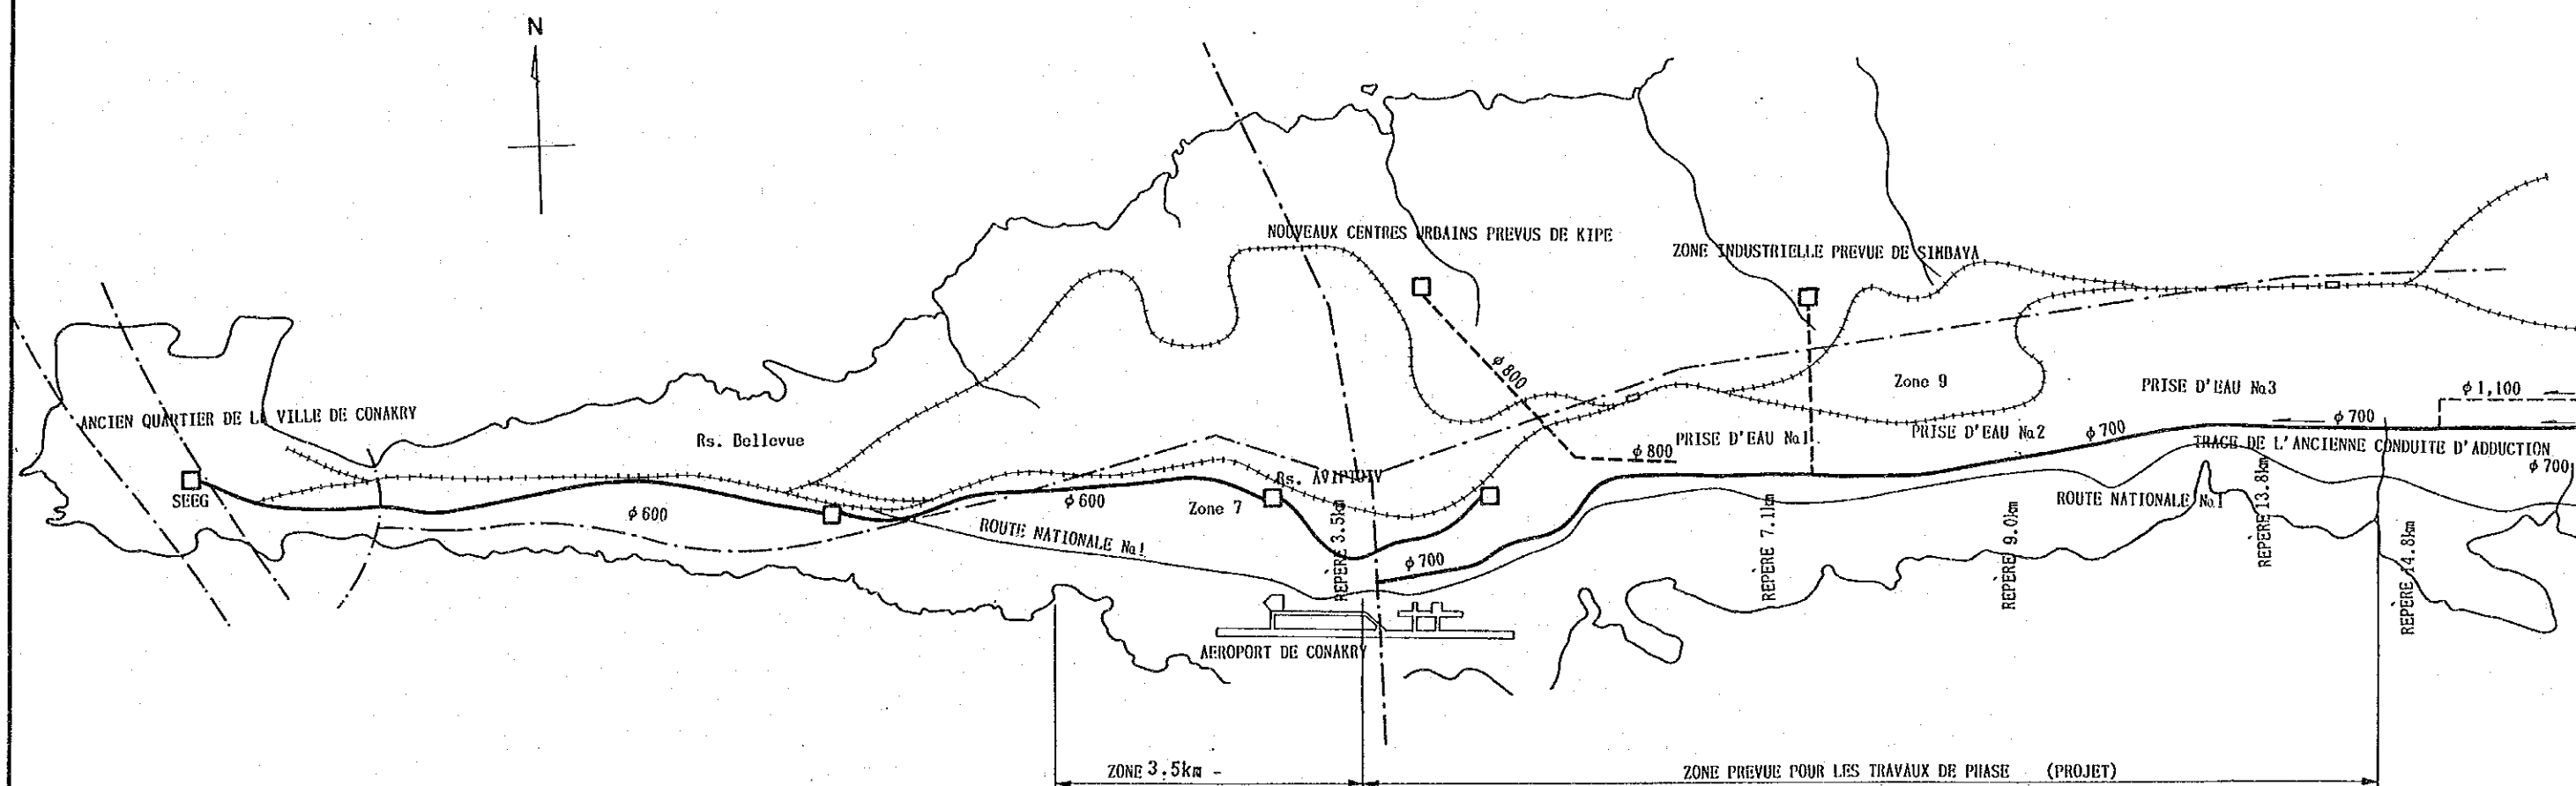 N
NOUVEAUX CENTRES URBAINS PREVUS DE KIPE
ZONE INDUSTRIELLE PREVUE DE SIMBAYA
ANCIEN QUARTIER DE LA VILLE DE CONAKRY
Rs. Bellevue
φ 800
Zone 9
PRISE D'EAU No3
φ 1,100
φ 700
PRISE D'EAU No1
PRISE D'EAU No2
φ 700
φ 800
TRACE DE L'ANCIENNE CONDUITE D'ADDUCTION
φ 700
SEEG
φ 600
φ 600
Zone 7
ROUTE NATIONALE No1
ROUTE NATIONALE No1
φ 700
REPERE 3.5km
REPERE 7.1km
REPERE 9.0km
REPERE 13.8km
REPERE 14.8km
AEROPORT DE CONAKRY
ZONE 3.5km -
ZONE PREVUE POUR LES TRAVAUX DE PHASE (PROJET)